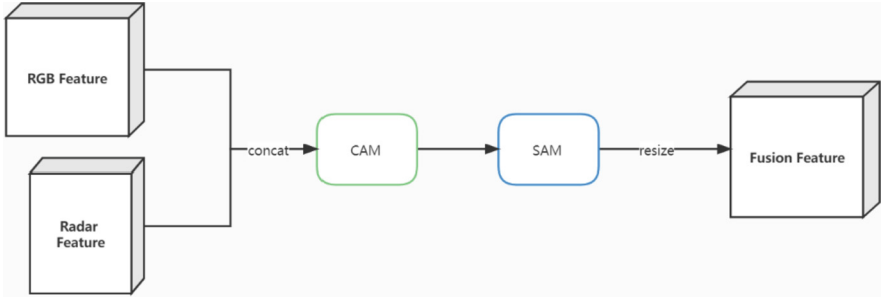 RGB Feature
Radar
Feature
concat
CAM
SAM
resize
Fusion Feature